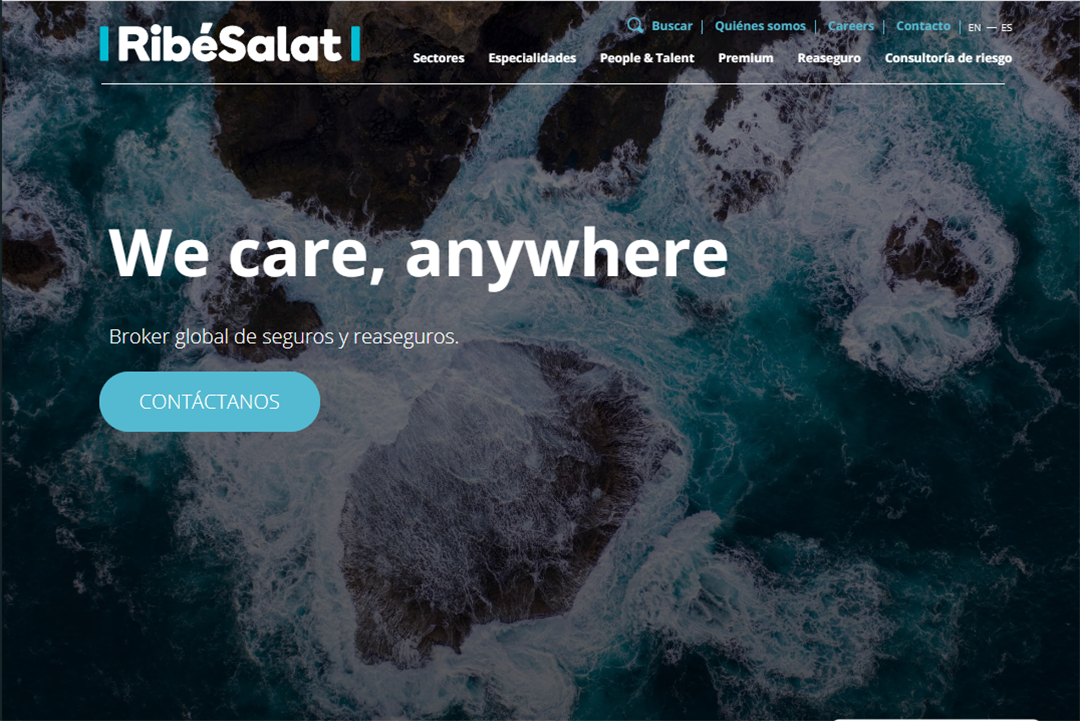 RibéSalat
Buscar | Quiénes somos | Careers | Contacto | EN — ES
Sectores Especialidades People & Talent Premium Reaseguro Consultoría de riesgo
We care, anywhere
Broker global de seguros y reaseguros.
CONTÁCTANOS